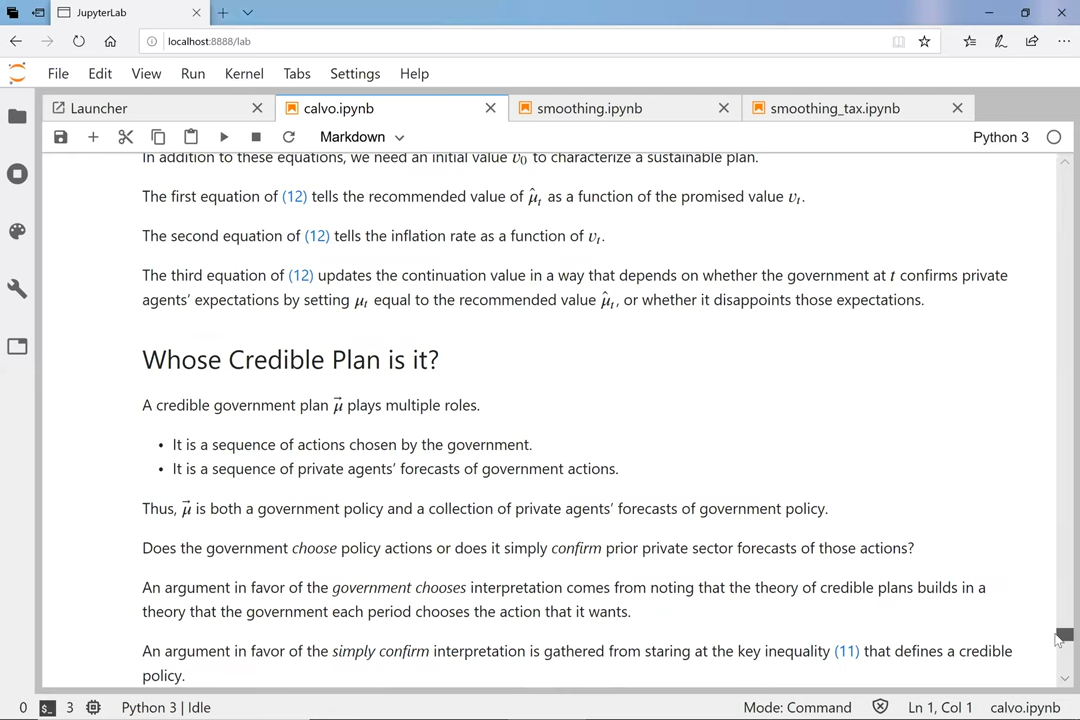 JupyterLab
localhost:8888/lab
File Edit View Run Kernel Tabs Settings Help
Launcher calvo.ipynb smoothing.ipynb smoothing_tax.ipynb
Markdown Python 3
In addition to these equations, we need an initial value υ₀ to characterize a sustainable plan.
The first equation of (12) tells the recommended value of μ̂ₜ as a function of the promised value υₜ.
The second equation of (12) tells the inflation rate as a function of υₜ.
The third equation of (12) updates the continuation value in a way that depends on whether the government at t confirms private
agents’ expectations by setting μₜ equal to the recommended value μ̂ₜ, or whether it disappoints those expectations.
Whose Credible Plan is it?
A credible government plan μ⃗ plays multiple roles.
• It is a sequence of actions chosen by the government.
• It is a sequence of private agents’ forecasts of government actions.
Thus, μ⃗ is both a government policy and a collection of private agents’ forecasts of government policy.
Does the government choose policy actions or does it simply confirm prior private sector forecasts of those actions?
An argument in favor of the government chooses interpretation comes from noting that the theory of credible plans builds in a
theory that the government each period chooses the action that it wants.
An argument in favor of the simply confirm interpretation is gathered from staring at the key inequality (11) that defines a credible
policy.
0 $_ 3 Python 3 | Idle Mode: Command Ln 1, Col 1 calvo.ipynb